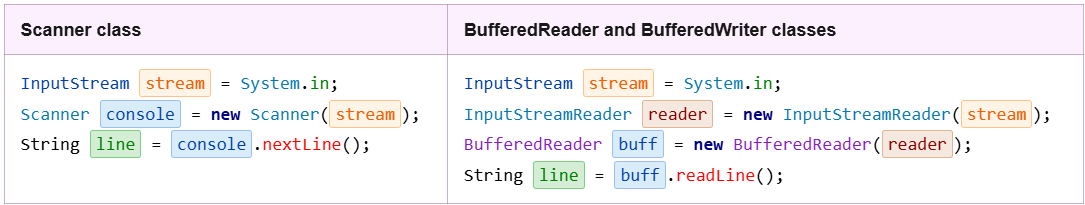 Scanner class
InputStream stream = System.in;
Scanner console = new Scanner(stream);
String line = console.nextLine();
BufferedReader and BufferedWriter classes
InputStream stream = System.in;
InputStreamReader reader = new InputStreamReader(stream);
BufferedReader buff = new BufferedReader(reader);
String line = buff.readLine();